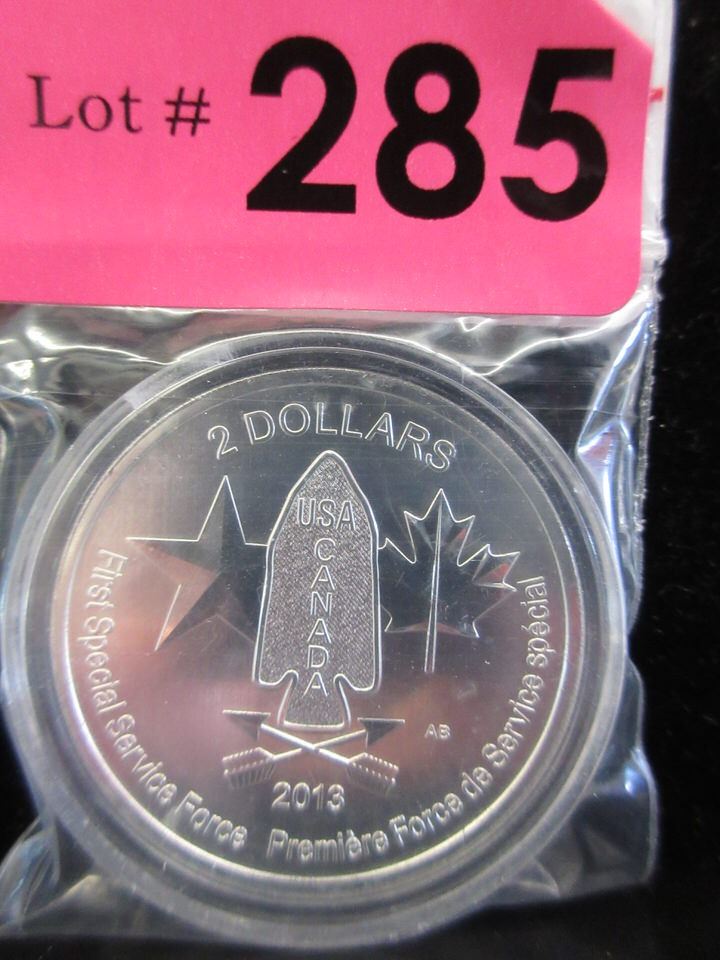 Lot # 285
2 DOLLARS
USA
CANADA
AB
2013
First Special Service Force Première Force de Service spécial